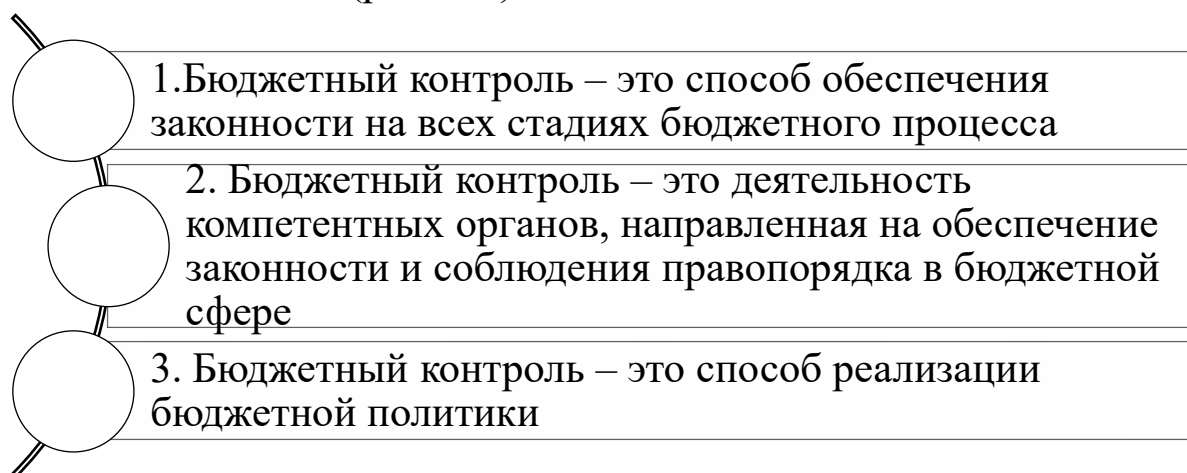 1.Бюджетный контроль – это способ обеспечения
законности на всех стадиях бюджетного процесса
2. Бюджетный контроль – это деятельность
компетентных органов, направленная на обеспечение
законности и соблюдения правопорядка в бюджетной
сфере
3. Бюджетный контроль – это способ реализации
бюджетной политики